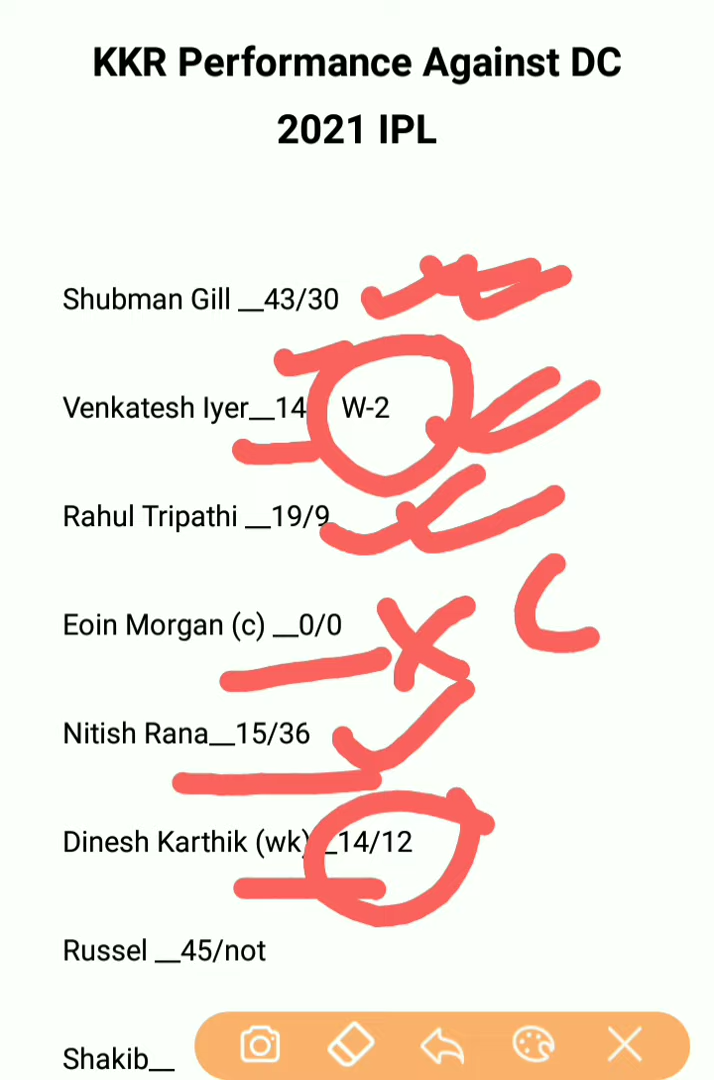 KKR Performance Against DC
2021 IPL
Shubman Gill __43/30
Venkatesh Iyer__14 W-2
Rahul Tripathi __19/9
Eoin Morgan (c) __0/0
C
Nitish Rana__15/36
Dinesh Karthik (wk) __14/12
Russel __45/not
Shakib__